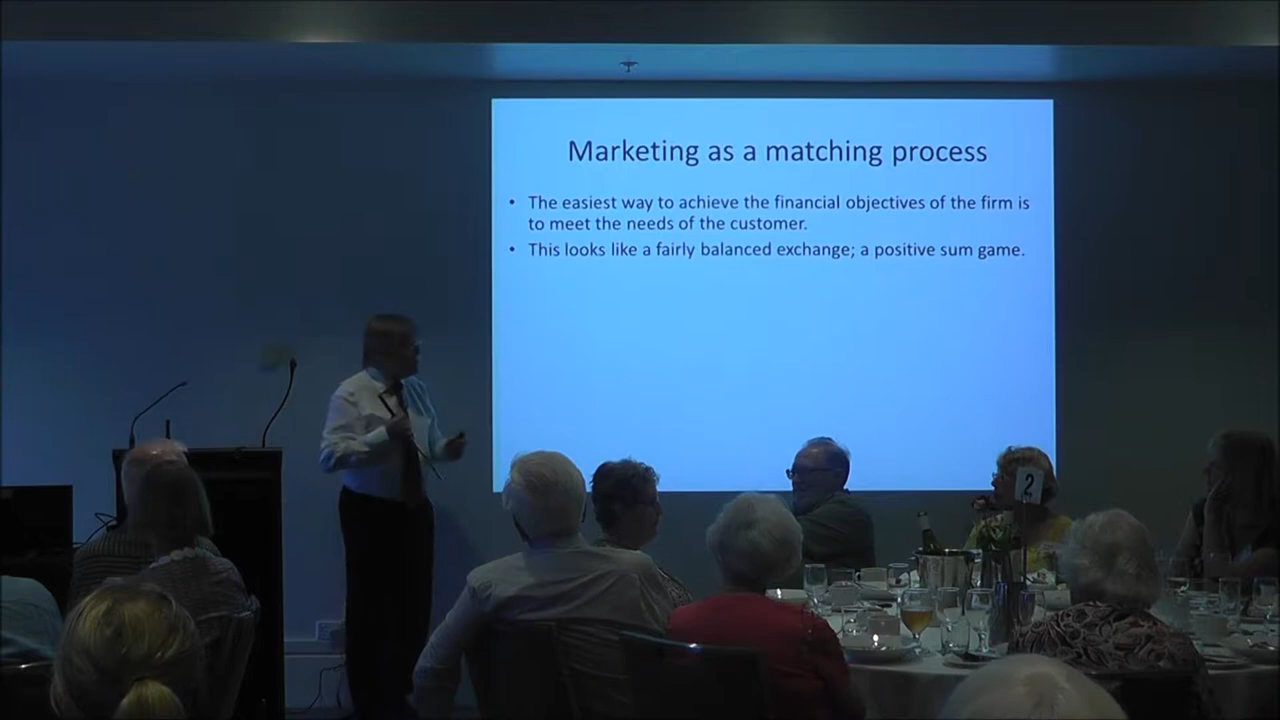 Marketing as a matching process
• The easiest way to achieve the financial objectives of the firm is
to meet the needs of the customer.
• This looks like a fairly balanced exchange; a positive sum game.
2